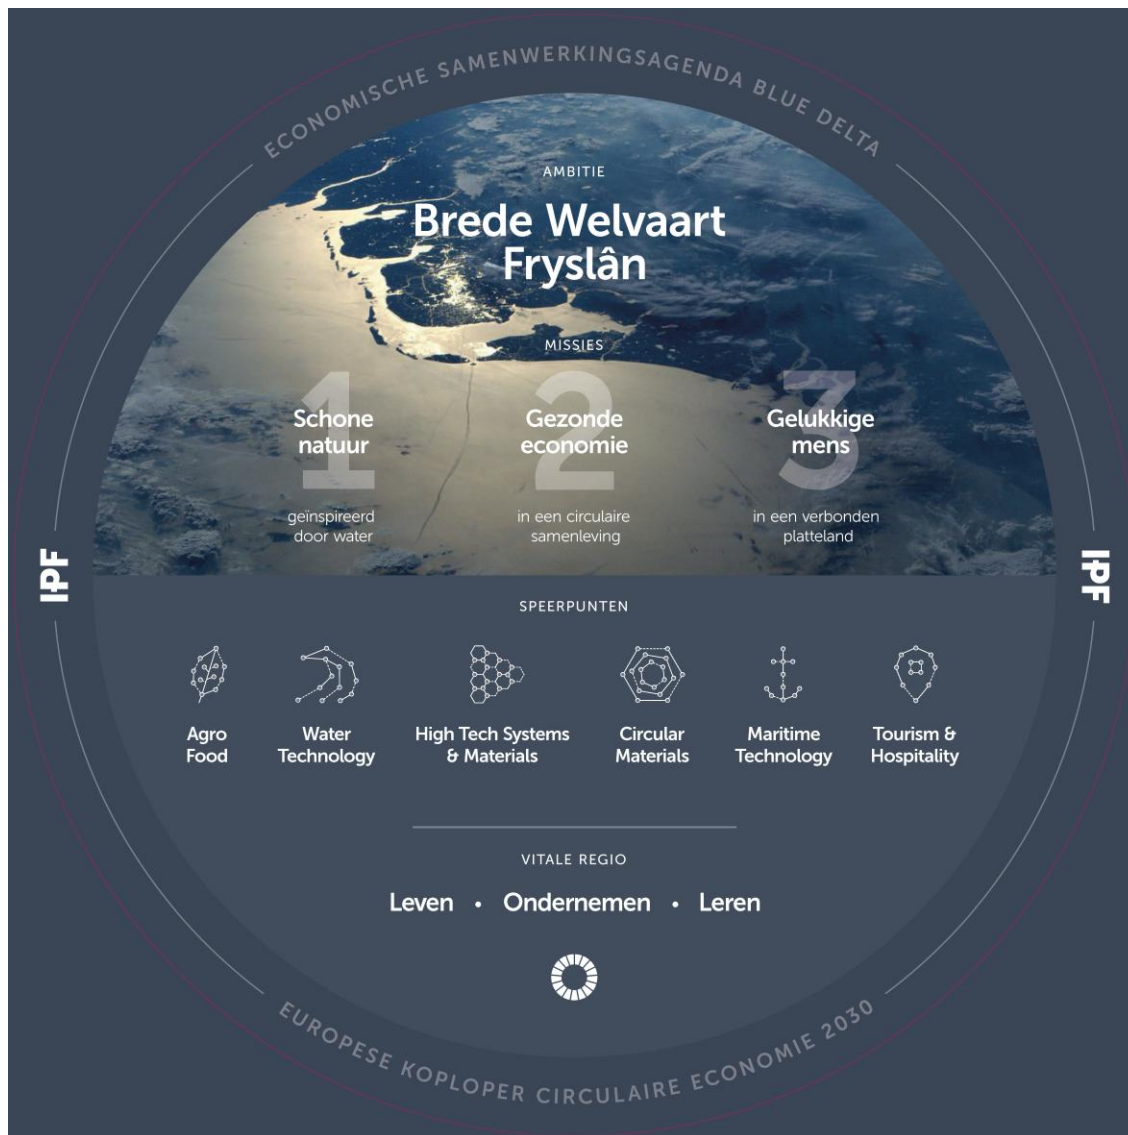 ECONOMISCHE SAMENWERKINGSAGENDA BLUE DELTA
AMBITIE
Brede Welvaart
Fryslân
MISSIES
1
Schone
natuur
geïnspireerd
door water
2
Gezonde
economie
in een circulaire
samenleving
3
Gelukkige
mens
in een verbonden
platteland
IPF
IPF
SPEERPUNTEN
Agro
Food
Water
Technology
High Tech Systems
& Materials
Circular
Materials
Maritime
Technology
Tourism &
Hospitality
VITALE REGIO
Leven • Ondernemen • Leren
EUROPESE KOPLOPER CIRCULAIRE ECONOMIE 2030